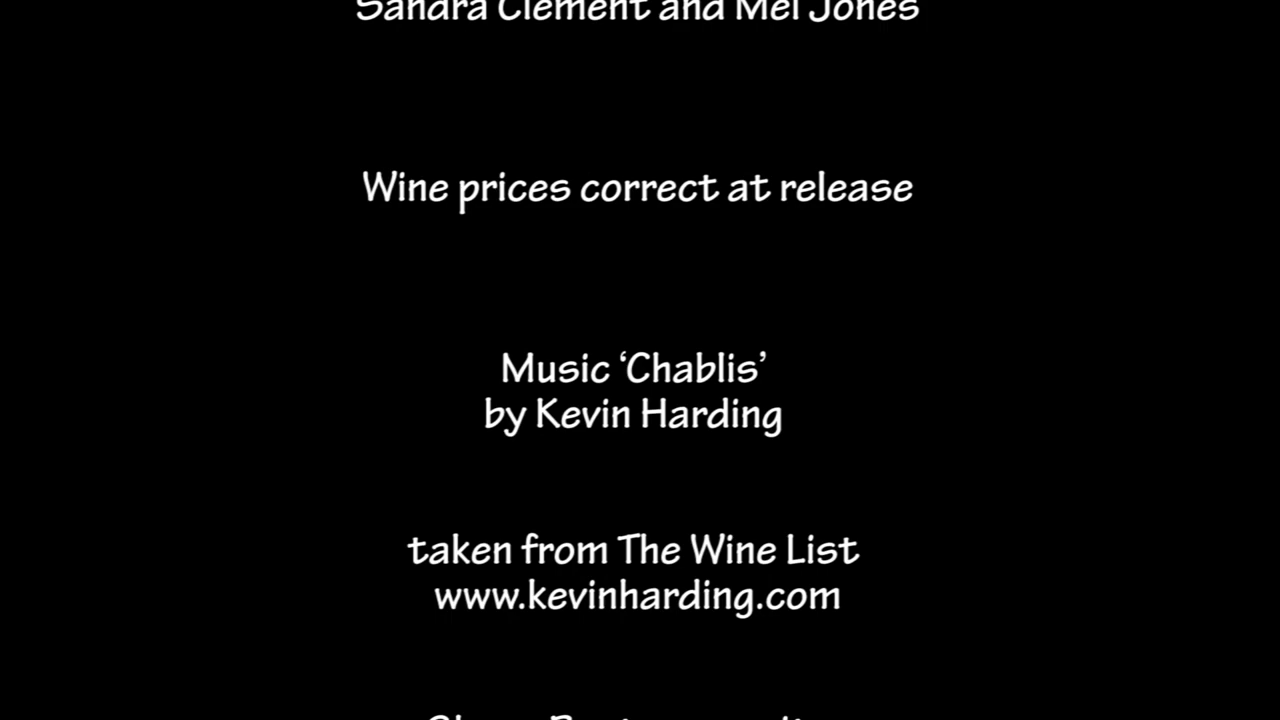 Sandra Clement and Mel Jones
Wine prices correct at release
Music ‘Chablis’
by Kevin Harding
taken from The Wine List
www.kevinharding.com